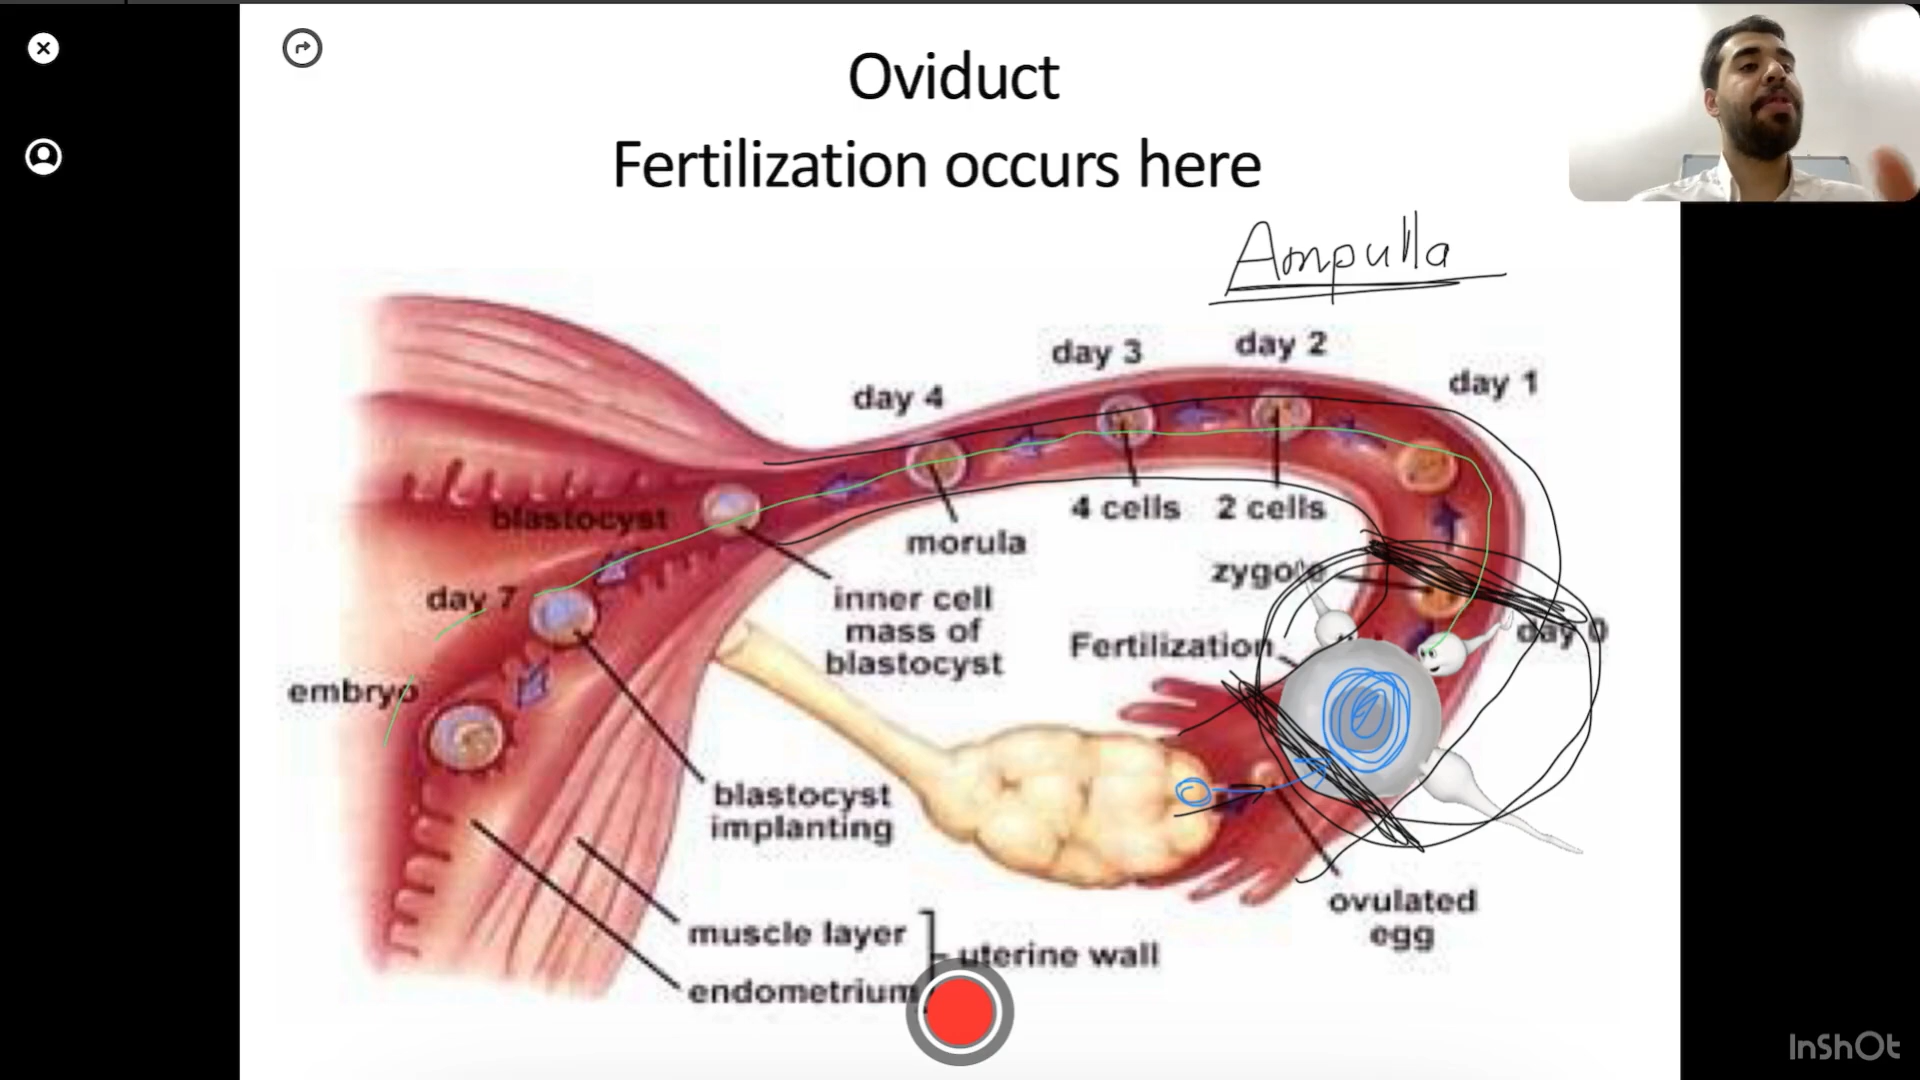 Oviduct
Fertilization occurs here
Ampulla
day 4
day 3
day 2
day 1
blastocyst
morula
4 cells
2 cells
zygote
day 7
inner cell
mass of
blastocyst
Fertilization
day 0
embryo
blastocyst
implanting
muscle layer
endometrium
uterine wall
ovulated
egg
InShOt